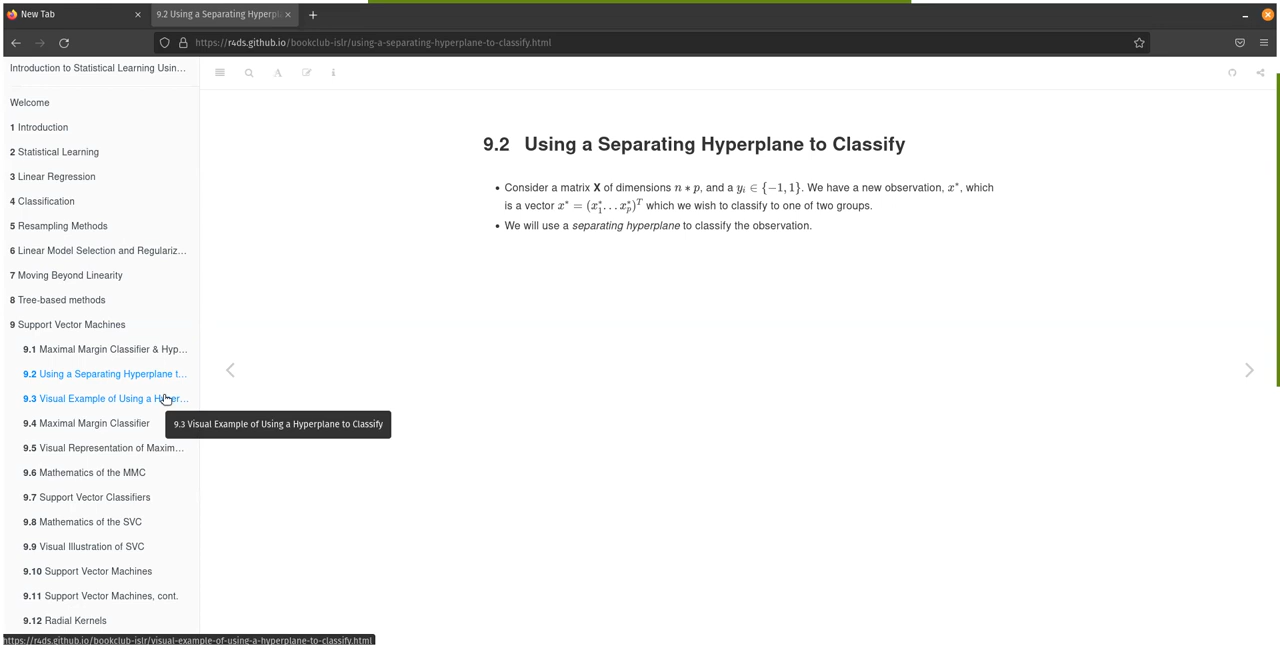 New Tab
9.2 Using a Separating Hyperpl
https://r4ds.github.io/bookclub-islr/using-a-separating-hyperplane-to-classify.html
Introduction to Statistical Learning Usin...
Welcome
1 Introduction
2 Statistical Learning
3 Linear Regression
4 Classification
5 Resampling Methods
6 Linear Model Selection and Regulariz...
7 Moving Beyond Linearity
8 Tree-based methods
9 Support Vector Machines
9.1 Maximal Margin Classifier & Hyp...
9.2 Using a Separating Hyperplane t...
9.3 Visual Example of Using a Hyper...
9.3 Visual Example of Using a Hyperplane to Classify
9.4 Maximal Margin Classifier
9.5 Visual Representation of Maxim...
9.6 Mathematics of the MMC
9.7 Support Vector Classifiers
9.8 Mathematics of the SVC
9.9 Visual Illustration of SVC
9.10 Support Vector Machines
9.11 Support Vector Machines, cont.
9.12 Radial Kernels
https://r4ds.github.io/bookclub-islr/visual-example-of-using-a-hyperplane-to-classify.html
9.2 Using a Separating Hyperplane to Classify
• Consider a matrix X of dimensions n * p, and a y_i ∈ {−1, 1}. We have a new observation, x*, which
is a vector x* = (x*_1 ... x*_p)^T which we wish to classify to one of two groups.
• We will use a separating hyperplane to classify the observation.